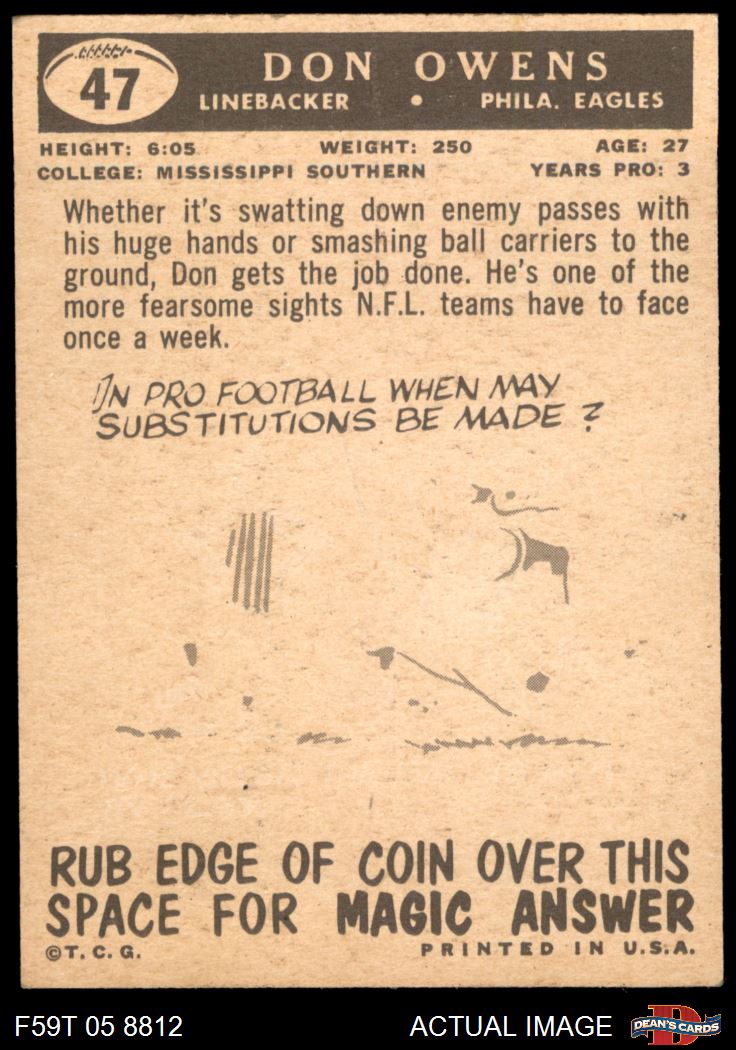 47
DON OWENS
LINEBACKER • PHILA. EAGLES
HEIGHT: 6:05 WEIGHT: 250 AGE: 27
COLLEGE: MISSISSIPPI SOUTHERN YEARS PRO: 3
Whether it's swatting down enemy passes with
his huge hands or smashing ball carriers to the
ground, Don gets the job done. He's one of the
more fearsome sights N.F.L. teams have to face
once a week.
IN PRO FOOTBALL WHEN MAY
SUBSTITUTIONS BE MADE?
RUB EDGE OF COIN OVER THIS
SPACE FOR MAGIC ANSWER
©T. C. G. PRINTED IN U.S.A.
F59T 05 8812 ACTUAL IMAGE D DEAN'S CARDS